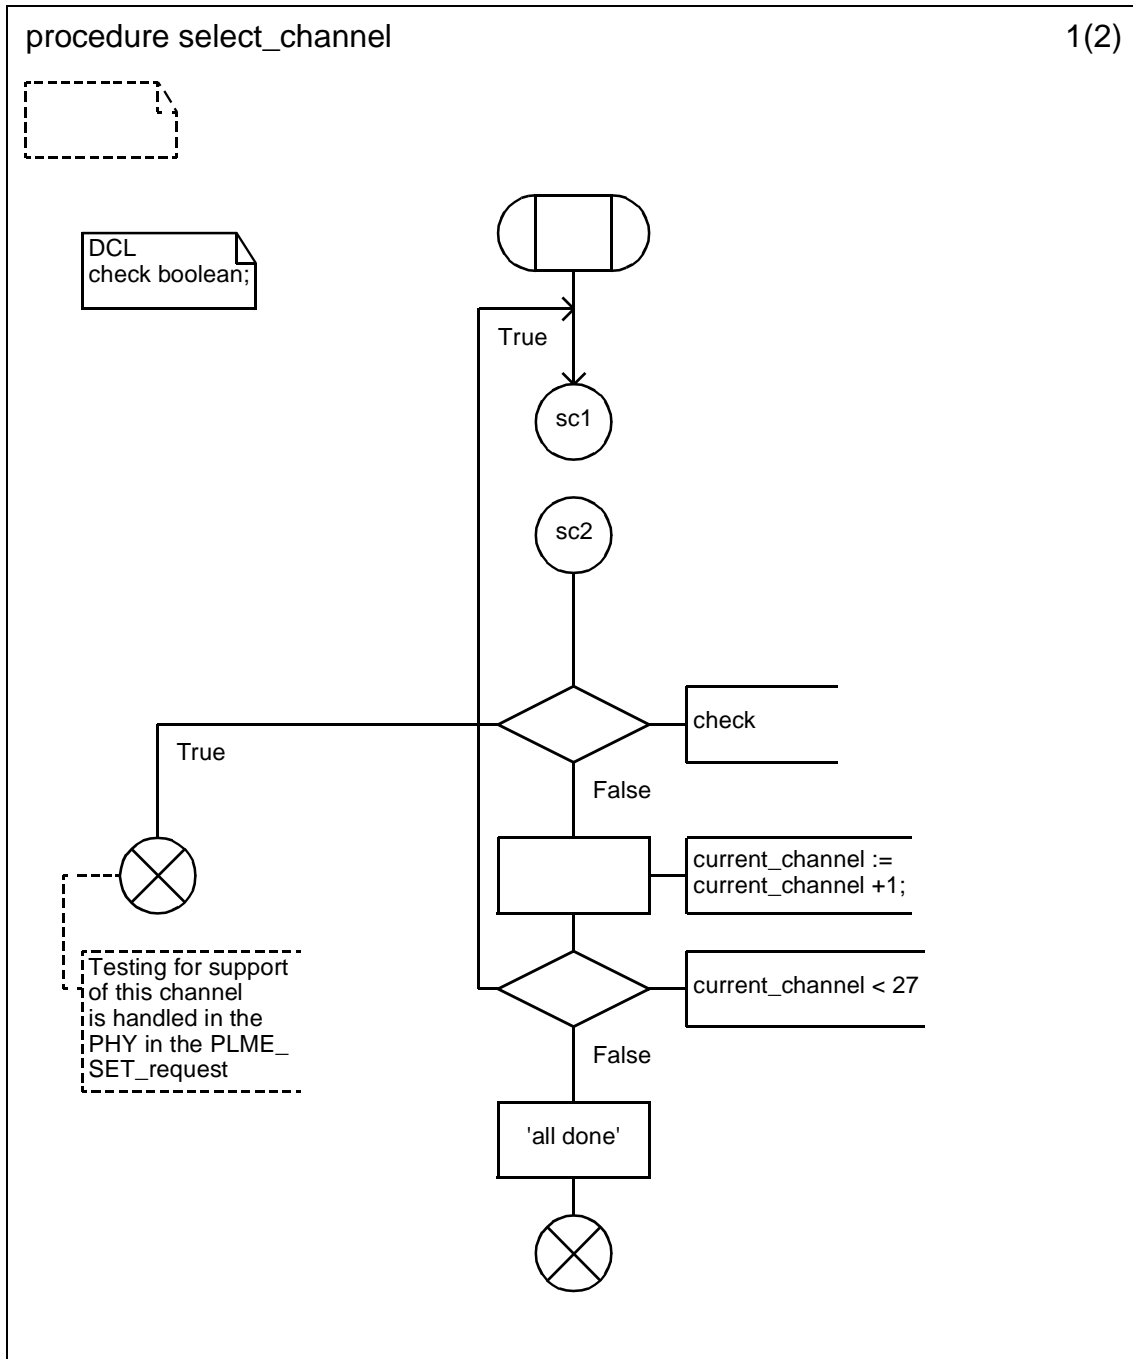 procedure select_channel
1(2)
DCL
check boolean;
True
sc1
sc2
check
True
False
current_channel :=
current_channel +1;
Testing for support
of this channel
is handled in the
PHY in the PLME_
SET_request
current_channel < 27
False
'all done'